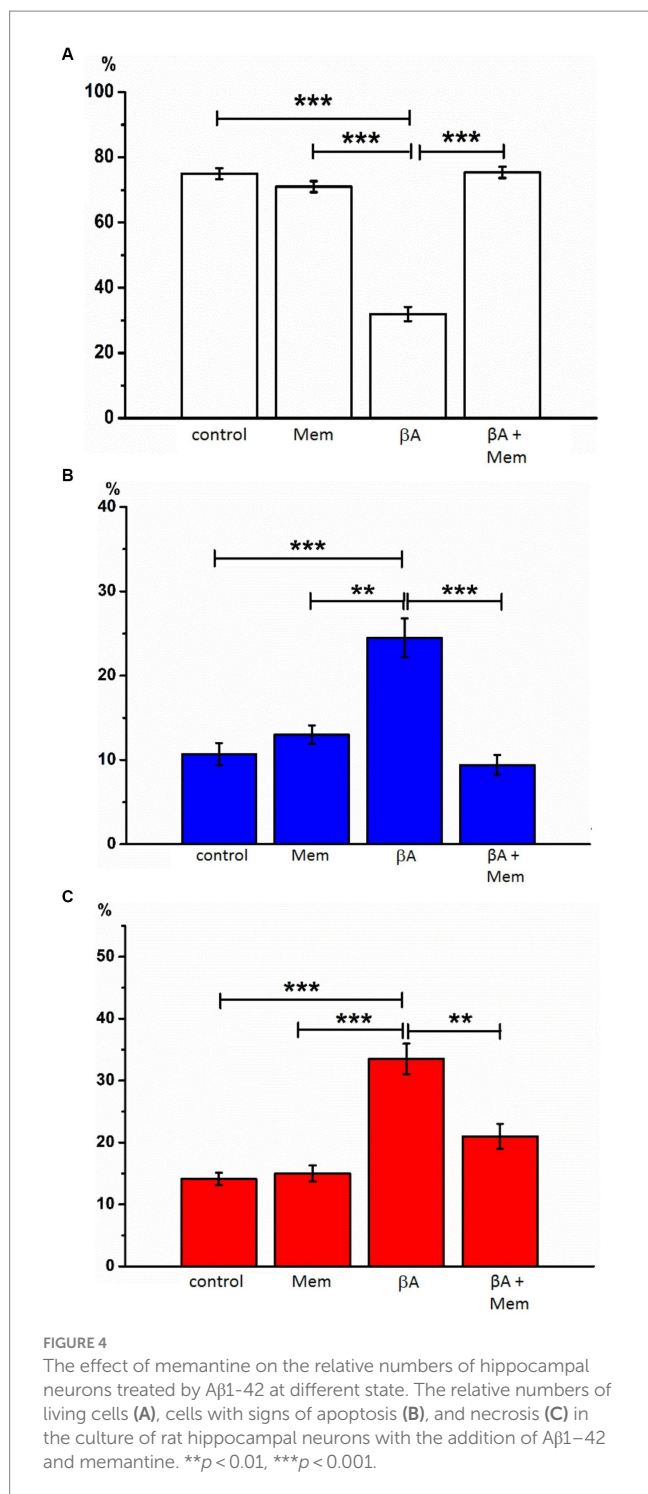 A
%
100
80
60
40
20
0
***
*** ***
control Mem βA βA +
Mem
B
%
40
30
20
10
0
***
** ***
control Mem βA βA +
Mem
C
%
50
40
30
20
10
0
***
*** **
control Mem βA βA +
Mem
FIGURE 4
The effect of memantine on the relative numbers of hippocampal
neurons treated by Aβ1-42 at different state. The relative numbers of
living cells (A), cells with signs of apoptosis (B), and necrosis (C) in
the culture of rat hippocampal neurons with the addition of Aβ1–42
and memantine. **p < 0.01, ***p < 0.001.